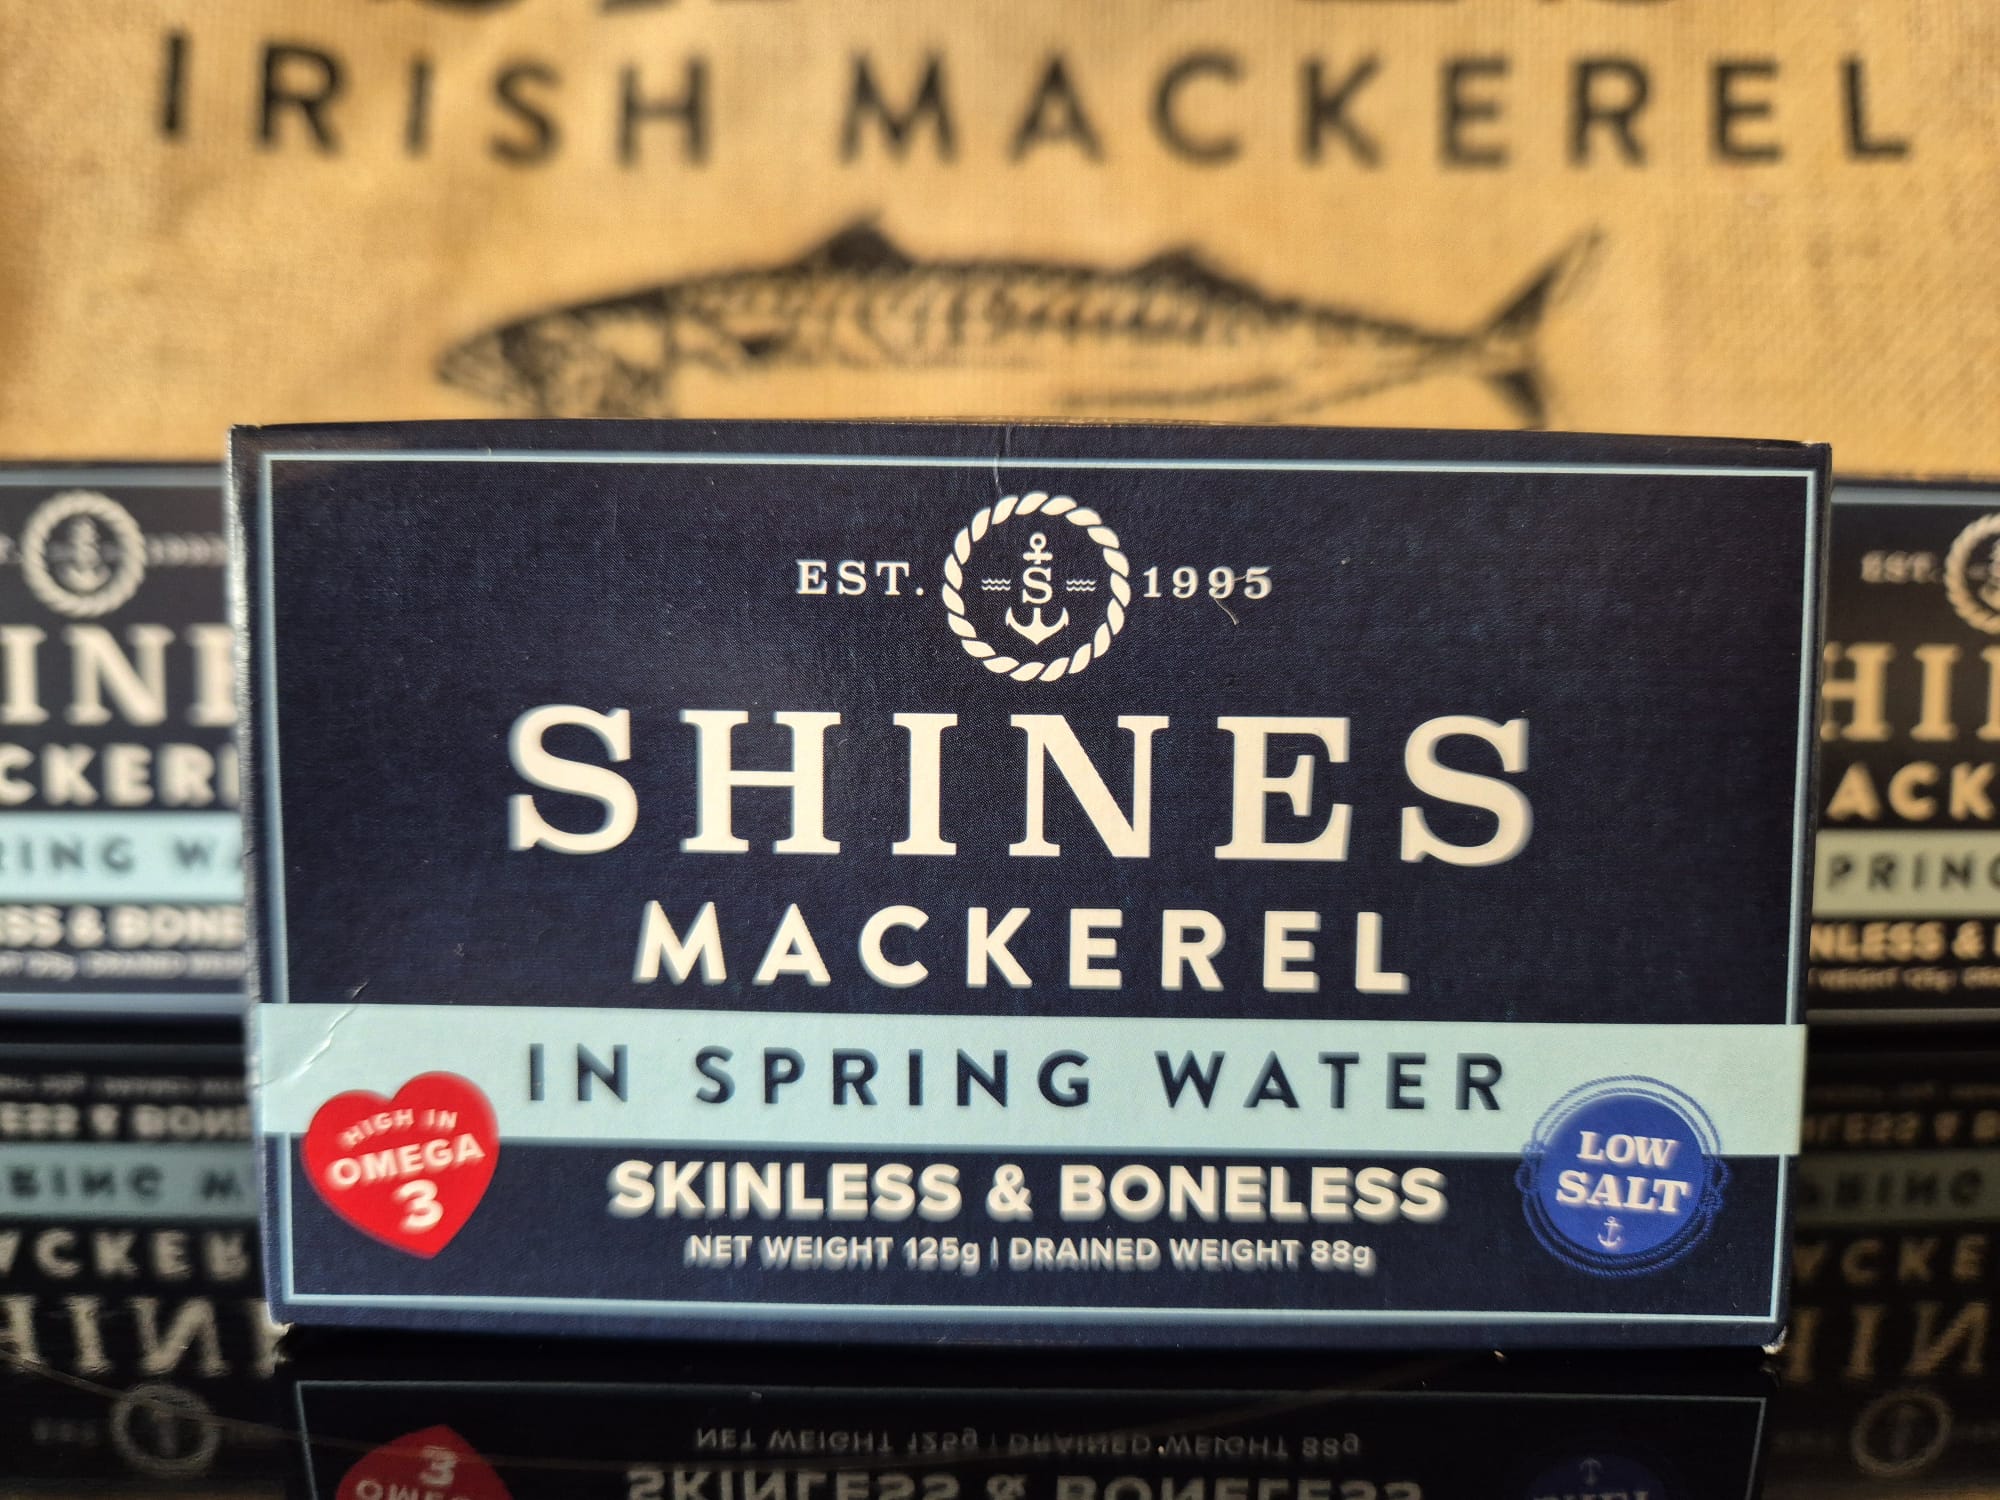 IRISH MACKEREL
EST. S 1995
SHINES
MACKEREL
IN SPRING WATER
HIGH IN
OMEGA
3
LOW
SALT
SKINLESS & BONELESS
NET WEIGHT 125g | DRAINED WEIGHT 88g